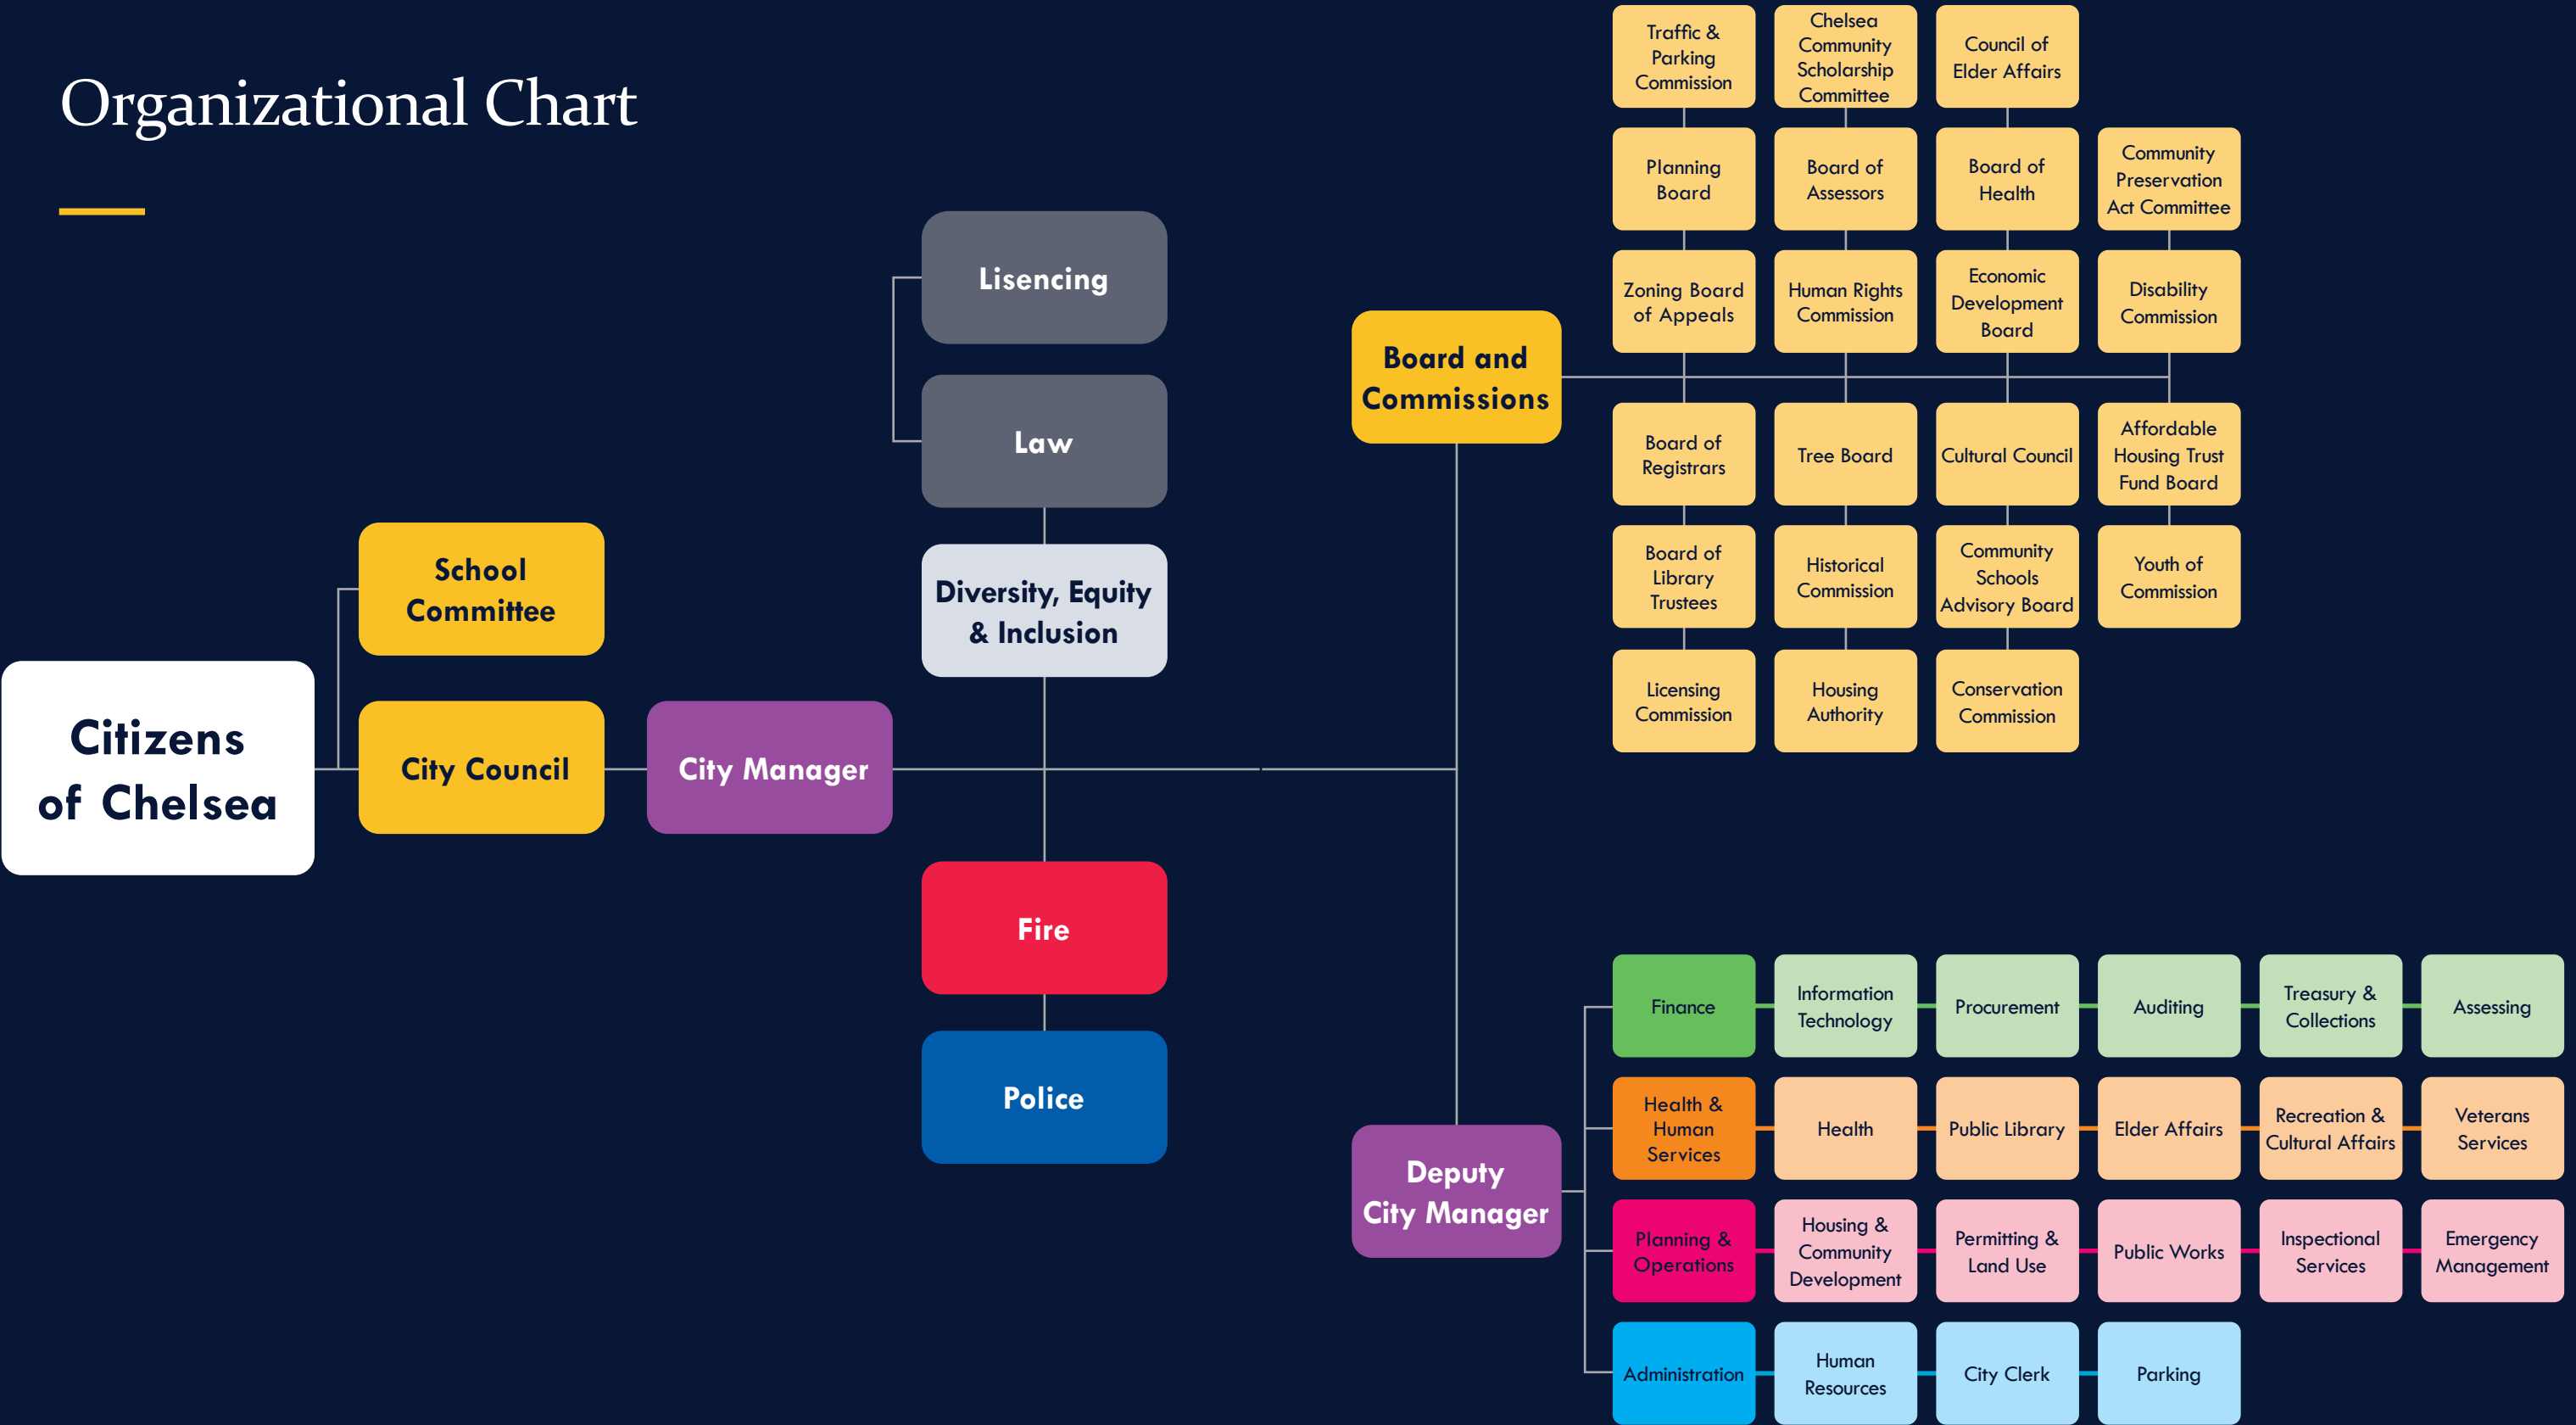 Organizational Chart
Citizens
of Chelsea
School
Committee
City Council
City Manager
Lisencing
Law
Diversity, Equity
& Inclusion
Fire
Police
Board and
Commissions
Traffic &
Parking
Commission
Chelsea
Community
Scholarship
Committee
Council of
Elder Affairs
Planning
Board
Board of
Assessors
Board of
Health
Community
Preservation
Act Committee
Zoning Board
of Appeals
Human Rights
Commission
Economic
Development
Board
Disability
Commission
Board of
Registrars
Tree Board
Cultural Council
Affordable
Housing Trust
Fund Board
Board of
Library
Trustees
Historical
Commission
Community
Schools
Advisory Board
Youth of
Commission
Licensing
Commission
Housing
Authority
Conservation
Commission
Deputy
City Manager
Finance
Information
Technology
Procurement
Auditing
Treasury &
Collections
Assessing
Health &
Human
Services
Health
Public Library
Elder Affairs
Recreation &
Cultural Affairs
Veterans
Services
Planning &
Operations
Housing &
Community
Development
Permitting &
Land Use
Public Works
Inspectional
Services
Emergency
Management
Administration
Human
Resources
City Clerk
Parking